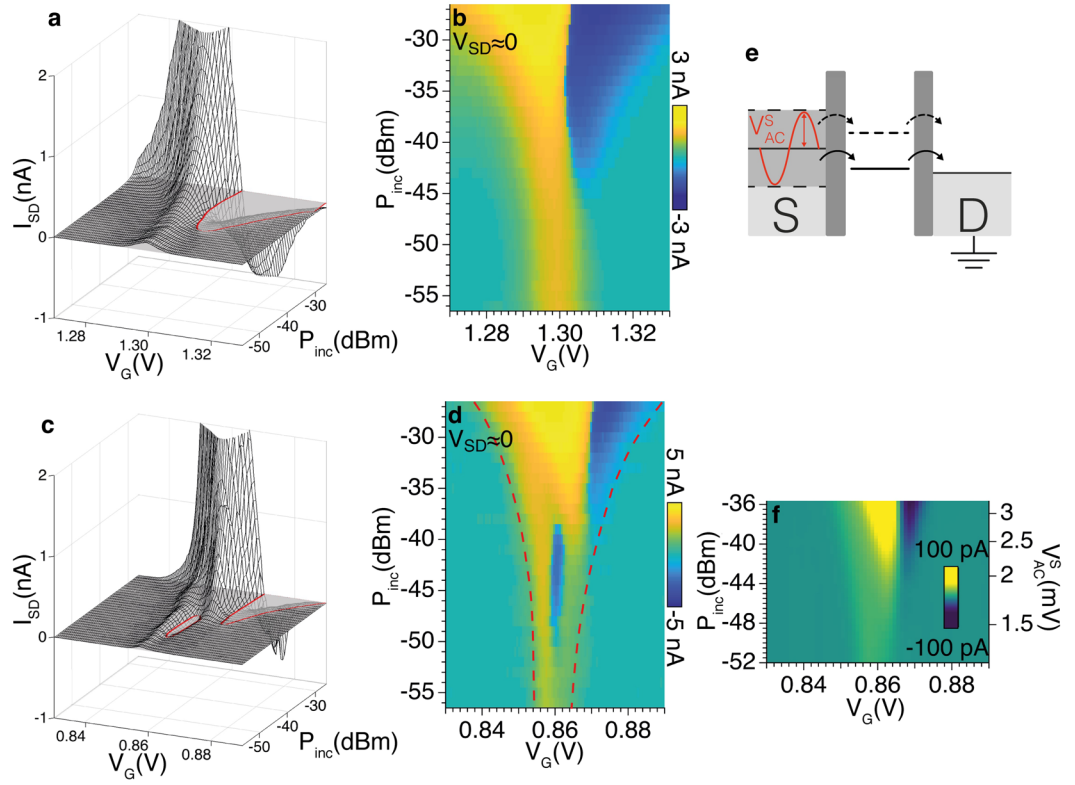 a
2
1
0
-1
I_SD(nA)
1.28
1.30
1.32
V_G(V)
-50
-40
-30
P_inc(dBm)
b
V_SD≈0
-30
-35
-40
-45
-50
-55
P_inc(dBm)
1.28
1.30
1.32
V_G(V)
3 nA
-3 nA
e
V^S_AC
S
D
c
2
1
0
-1
I_SD(nA)
0.84
0.86
0.88
V_G(V)
-50
-40
-30
P_inc(dBm)
d
V_SD≈0
-30
-35
-40
-45
-50
-55
P_inc(dBm)
0.84
0.86
0.88
V_G(V)
5 nA
-5 nA
f
-36
-40
-44
-48
-52
P_inc(dBm)
0.84
0.86
0.88
V_G(V)
100 pA
-100 pA
3
2.5
2
1.5
V^S_AC(mV)